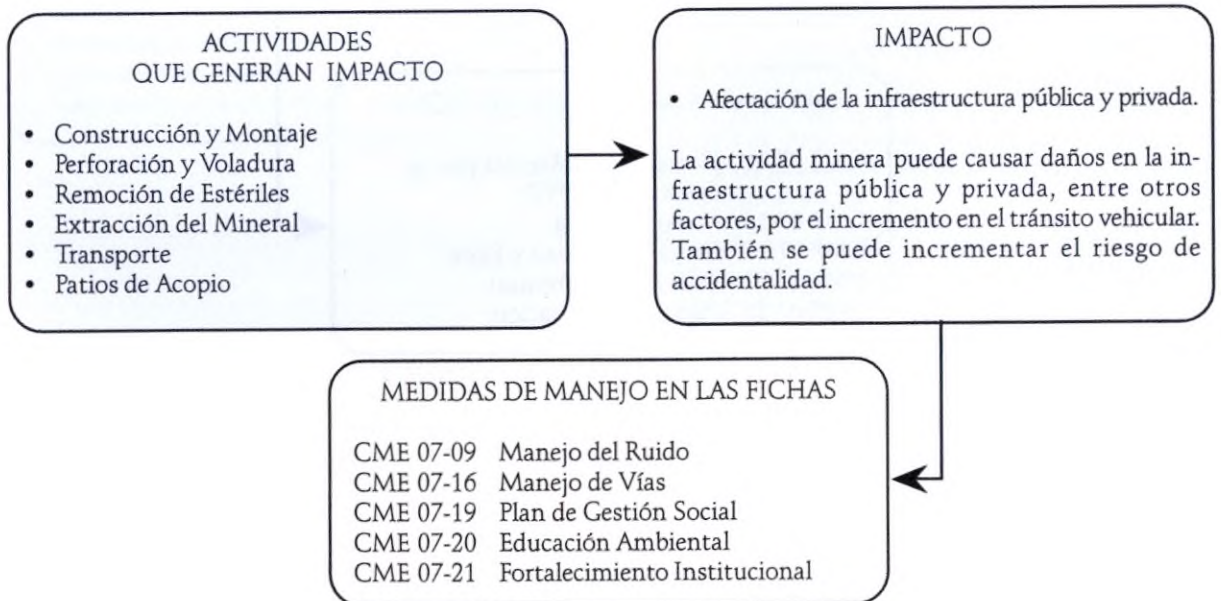 ACTIVIDADES
QUE GENERAN IMPACTO
• Construcción y Montaje
• Perforación y Voladura
• Remoción de Estériles
• Extracción del Mineral
• Transporte
• Patios de Acopio
IMPACTO
• Afectación de la infraestructura pública y privada.
La actividad minera puede causar daños en la in-
fraestructura pública y privada, entre otros
factores, por el incremento en el tránsito vehicular.
También se puede incrementar el riesgo de
accidentalidad.
MEDIDAS DE MANEJO EN LAS FICHAS
CME 07-09 Manejo del Ruido
CME 07-16 Manejo de Vías
CME 07-19 Plan de Gestión Social
CME 07-20 Educación Ambiental
CME 07-21 Fortalecimiento Institucional